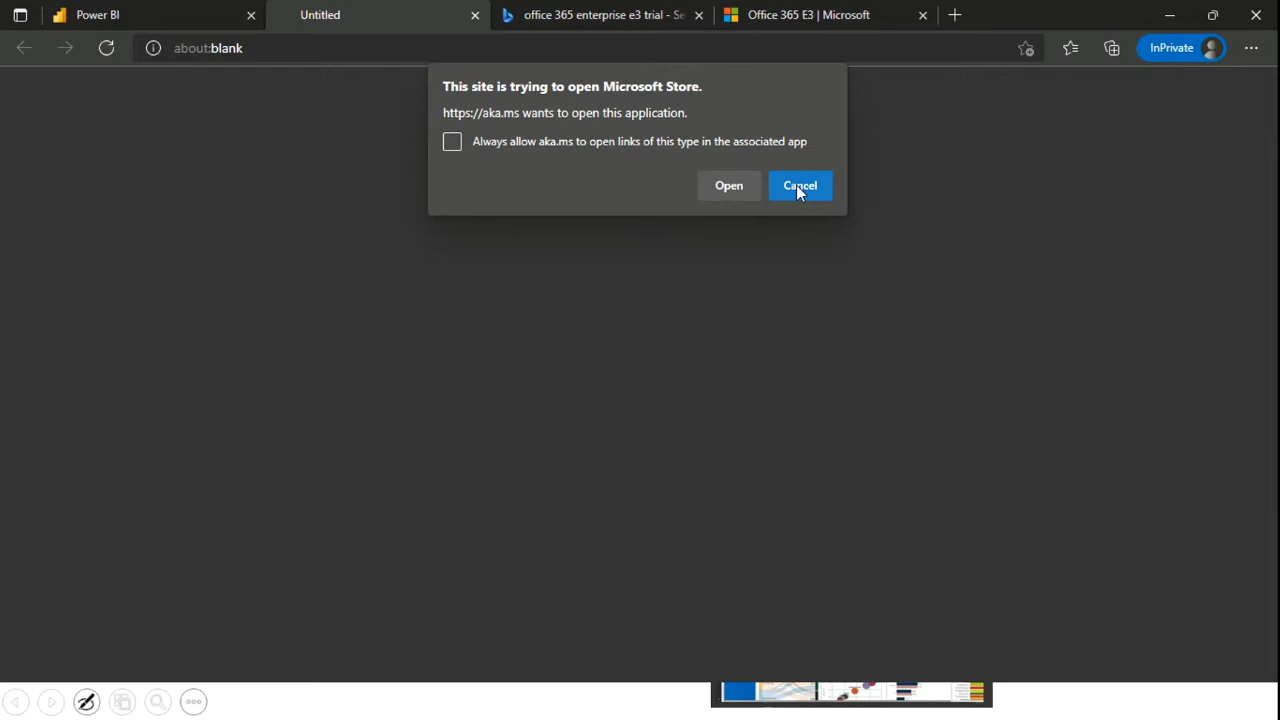 Power BI
Untitled
office 365 enterprise e3 trial - Se
Office 365 E3 | Microsoft
about:blank
InPrivate
This site is trying to open Microsoft Store.
https://aka.ms wants to open this application.
Always allow aka.ms to open links of this type in the associated app
Open
Cancel